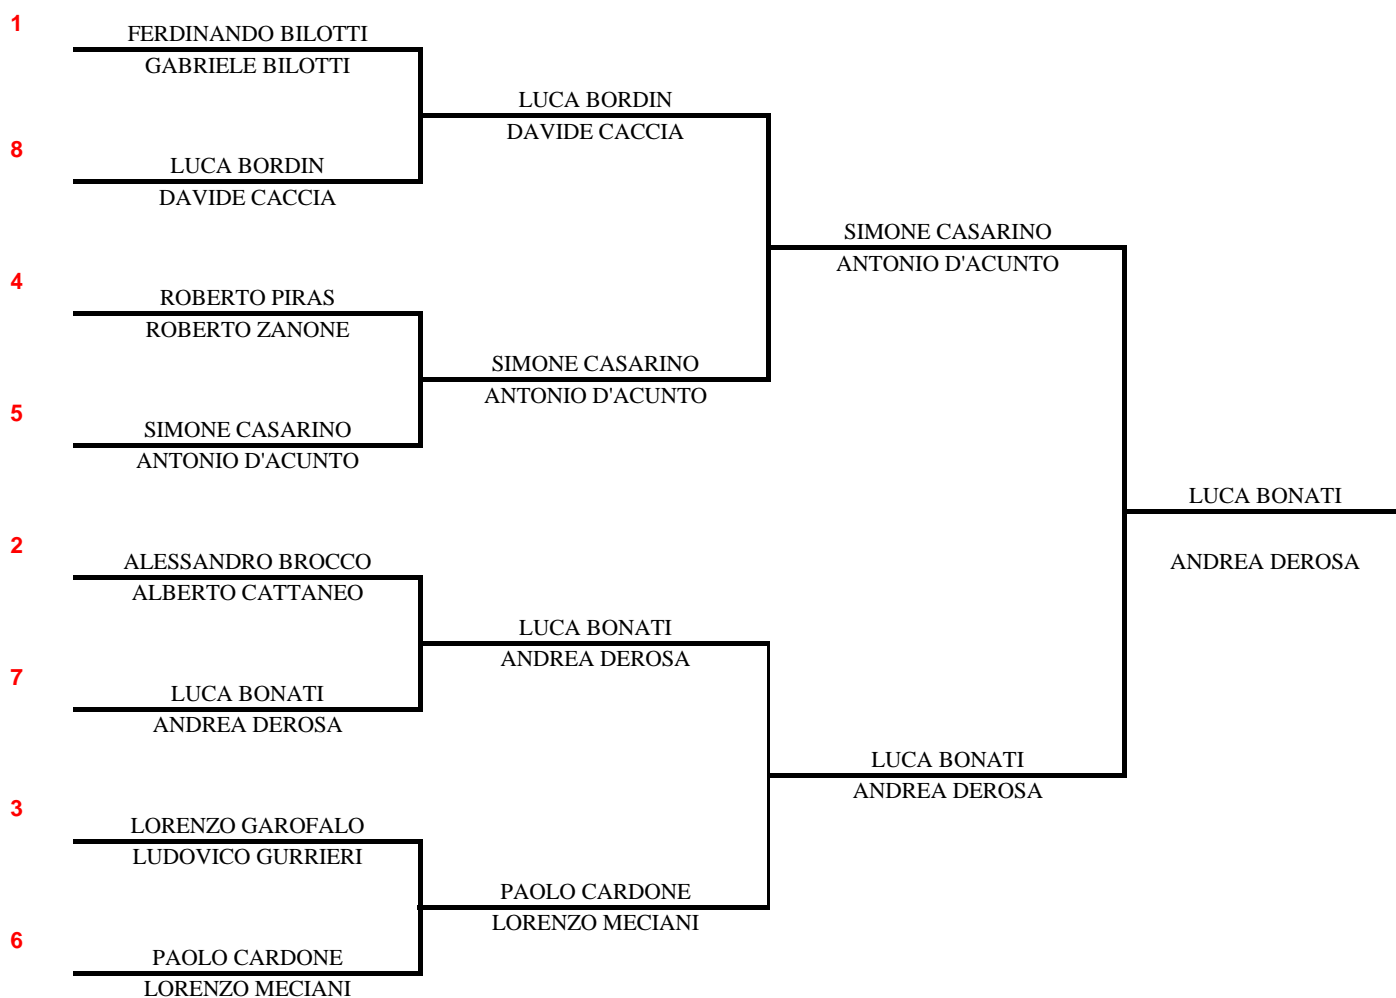 1
FERDINANDO BILOTTI
GABRIELE BILOTTI
LUCA BORDIN
DAVIDE CACCIA
8
LUCA BORDIN
DAVIDE CACCIA
SIMONE CASARINO
ANTONIO D'ACUNTO
4
ROBERTO PIRAS
ROBERTO ZANONE
SIMONE CASARINO
ANTONIO D'ACUNTO
5
SIMONE CASARINO
ANTONIO D'ACUNTO
LUCA BONATI
ANDREA DEROSA
2
ALESSANDRO BROCCO
ALBERTO CATTANEO
LUCA BONATI
ANDREA DEROSA
7
LUCA BONATI
ANDREA DEROSA
LUCA BONATI
ANDREA DEROSA
3
LORENZO GAROFALO
LUDOVICO GURRIERI
PAOLO CARDONE
LORENZO MECIANI
6
PAOLO CARDONE
LORENZO MECIANI